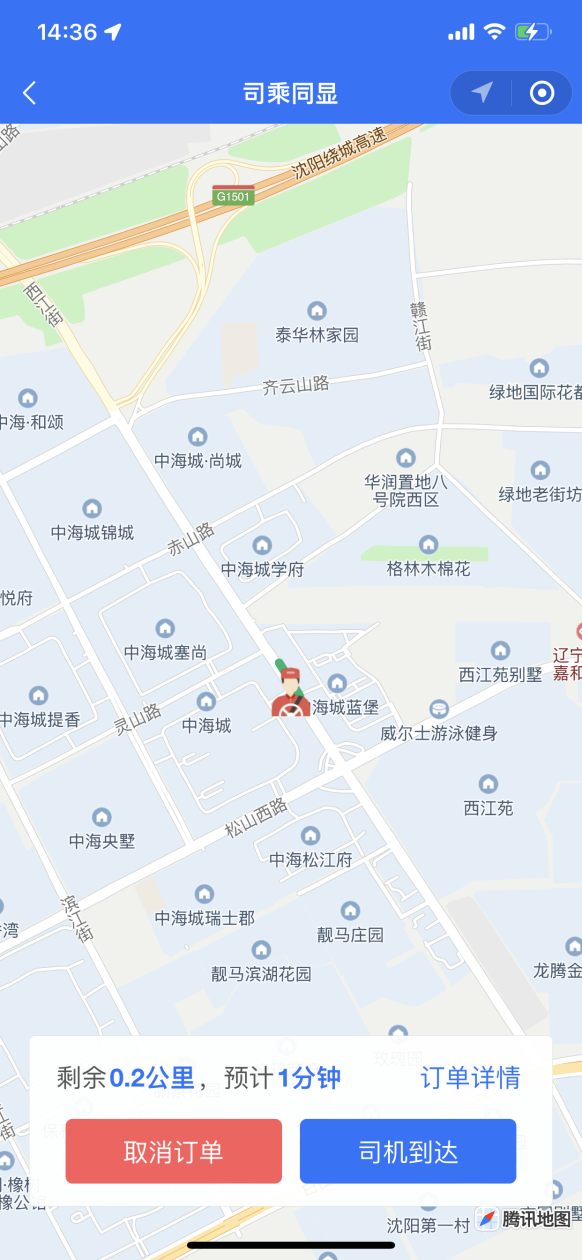 14:36
司乘同显
沈阳绕城高速
G1501
西江街
泰华林家园
赣江街
齐云山路
绿地国际花都
中海·和颂
中海城·尚城
华润置地八
号院西区
绿地老街坊
中海城锦城
赤山路
中海城学府
格林木棉花
悦府
中海城塞尚
西江苑别墅
辽宁
嘉和
中海城提香
灵山路
中海城
海城蓝堡
威尔士游泳健身
西江苑
松山西路
中海央墅
中海松江府
滨江街
中海城瑞士郡
靓马庄园
湾
靓马滨湖花园
龙腾金
剩余0.2公里，预计1分钟
订单详情
取消订单
司机到达
橡公馆
沈阳第一村
腾讯地图